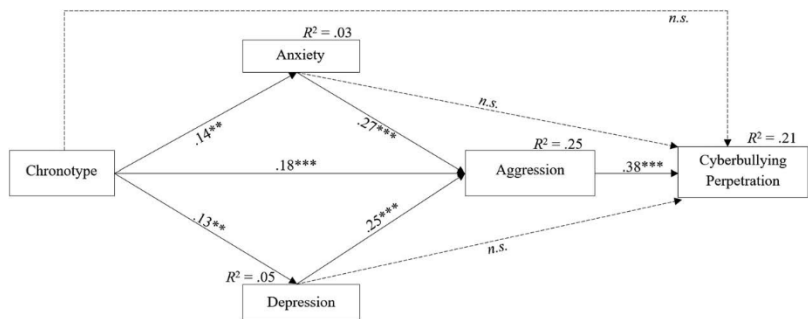 n.s.
R² = .03
Anxiety
n.s.
.14**
.27***
R² = .21
R² = .25
Chronotype
.18***
Aggression
.38***
Cyberbullying
Perpetration
.13**
.25***
n.s.
R² = .05
Depression